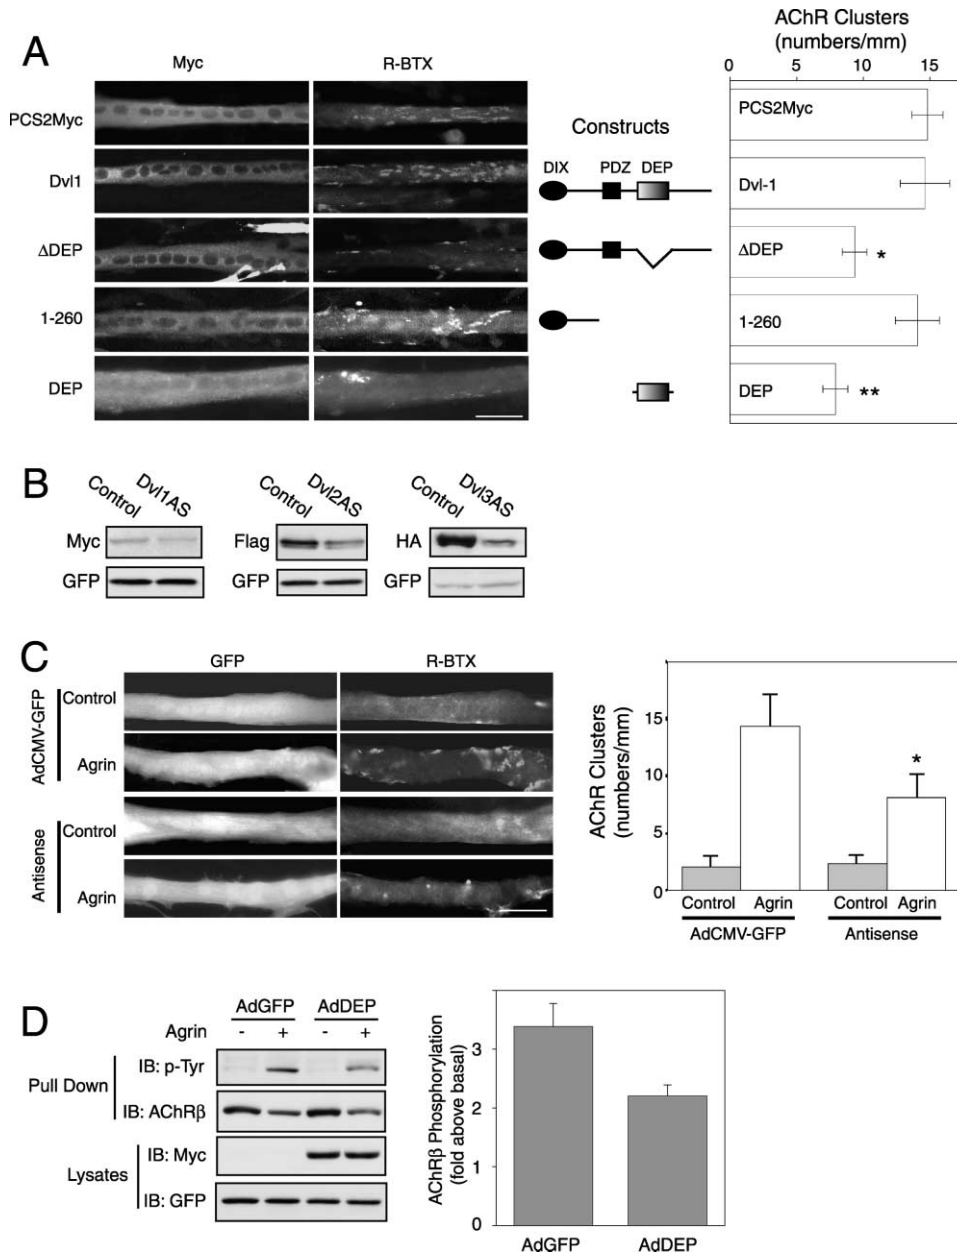 A
Myc
R-BTX
PCS2Myc
Dvl1
ΔDEP
1-260
DEP
Constructs
DIX PDZ DEP
AChR Clusters
(numbers/mm)
0 5 10 15
PCS2Myc
Dvl-1
ΔDEP *
1-260
DEP **
B
Control Dvl1AS
Myc
GFP
Control Dvl2AS
Flag
GFP
Control Dvl3AS
HA
GFP
C
GFP
R-BTX
AdCMV-GFP
Control
Agrin
Antisense
Control
Agrin
AChR Clusters
(numbers/mm)
15
10
5
0
*
Control Agrin Control Agrin
AdCMV-GFP Antisense
D
AdGFP AdDEP
Agrin - + - +
Pull Down
IB: p-Tyr
IB: AChRβ
Lysates
IB: Myc
IB: GFP
AChRβ Phosphorylation
(fold above basal)
3
2
1
0
AdGFP AdDEP